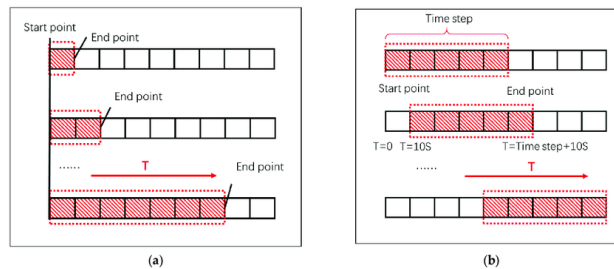 Start point
End point
End point
......
T
End point
(a)
Time step
Start point
End point
T=0 T=10S
T=Time step+10S
......
T
(b)